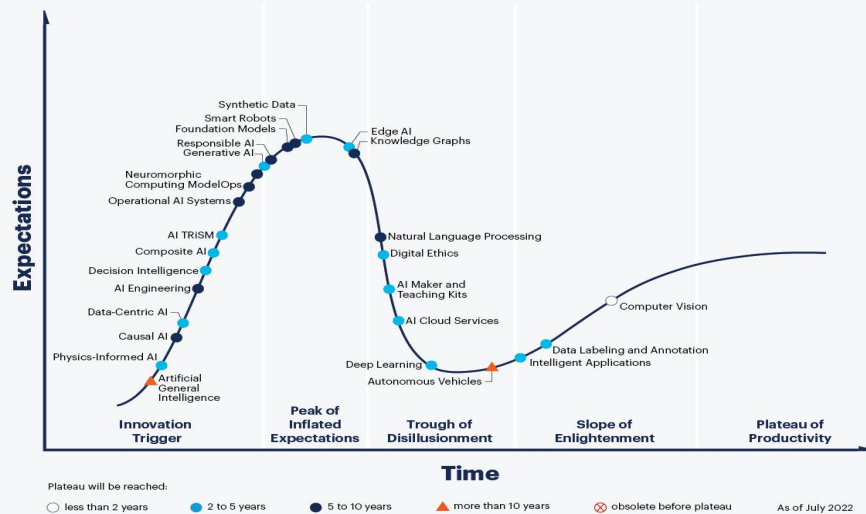 Expectations
Synthetic Data
Smart Robots
Foundation Models
Responsible AI
Generative AI
Neuromorphic
Computing ModelOps
Operational AI Systems
AI TRiSM
Composite AI
Decision Intelligence
AI Engineering
Data-Centric AI
Causal AI
Physics-Informed AI
Artificial
General
Intelligence
Edge AI
Knowledge Graphs
Natural Language Processing
Digital Ethics
AI Maker and
Teaching Kits
AI Cloud Services
Deep Learning
Autonomous Vehicles
Computer Vision
Data Labeling and Annotation
Intelligent Applications
Innovation
Trigger
Peak of
Inflated
Expectations
Trough of
Disillusionment
Slope of
Enlightenment
Plateau of
Productivity
Time
Plateau will be reached:
less than 2 years
2 to 5 years
5 to 10 years
more than 10 years
obsolete before plateau
As of July 2022